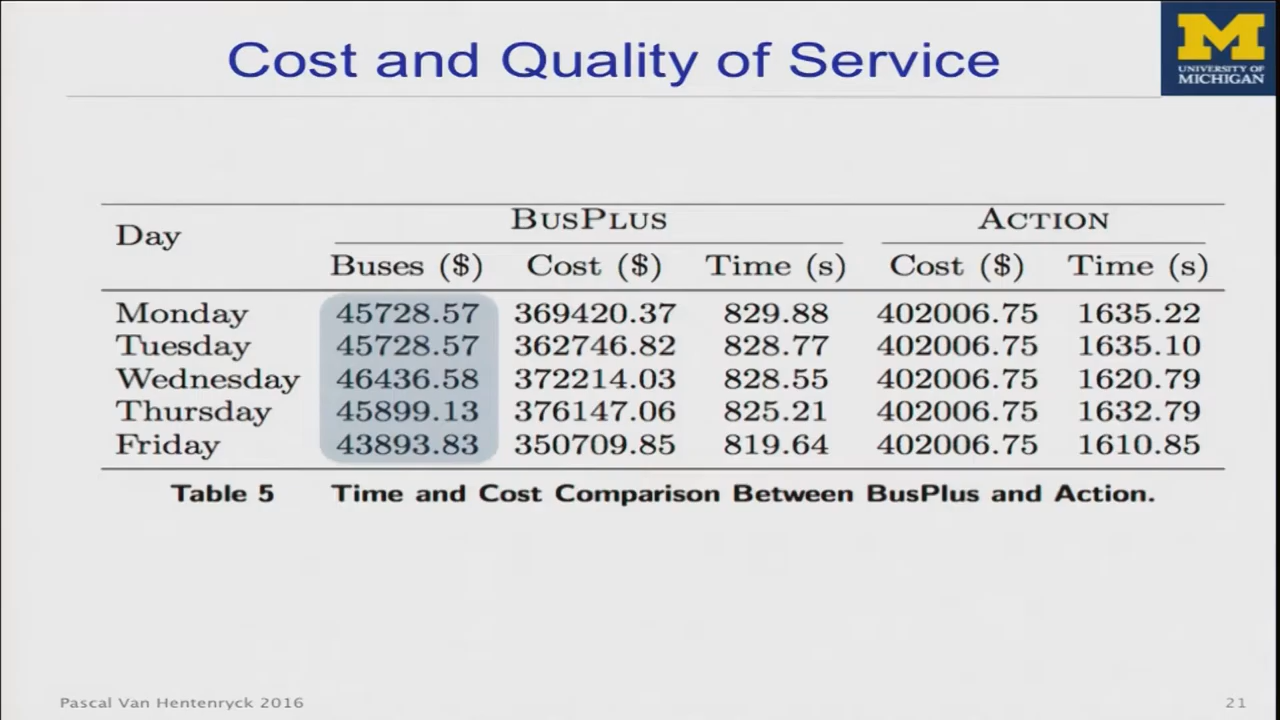 Cost and Quality of Service
M
UNIVERSITY OF
MICHIGAN
Day BUSPLUS ACTION
Buses ($) Cost ($) Time (s) Cost ($) Time (s)
Monday 45728.57 369420.37 829.88 402006.75 1635.22
Tuesday 45728.57 362746.82 828.77 402006.75 1635.10
Wednesday 46436.58 372214.03 828.55 402006.75 1620.79
Thursday 45899.13 376147.06 825.21 402006.75 1632.79
Friday 43893.83 350709.85 819.64 402006.75 1610.85
Table 5 Time and Cost Comparison Between BusPlus and Action.
Pascal Van Hentenryck 2016 21